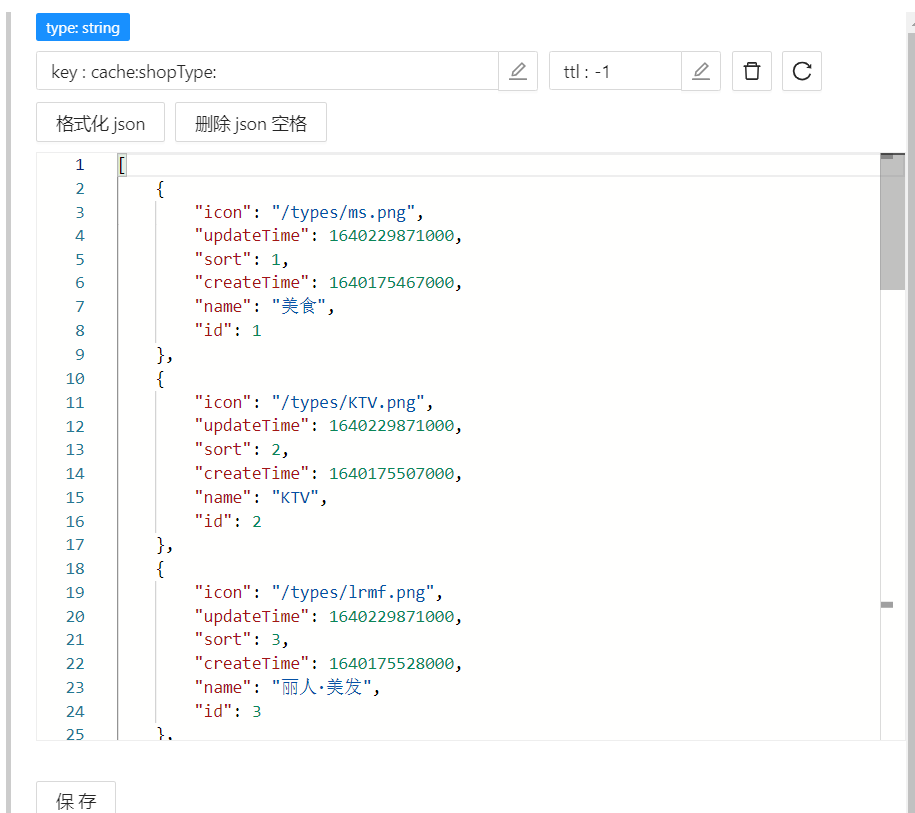 type: string
key : cache:shopType:
ttl : -1
格式化 json
删除 json 空格
1 [
2 {
3 "icon": "/types/ms.png",
4 "updateTime": 1640229871000,
5 "sort": 1,
6 "createTime": 1640175467000,
7 "name": "美食",
8 "id": 1
9 },
10 {
11 "icon": "/types/KTV.png",
12 "updateTime": 1640229871000,
13 "sort": 2,
14 "createTime": 1640175507000,
15 "name": "KTV",
16 "id": 2
17 },
18 {
19 "icon": "/types/lrmf.png",
20 "updateTime": 1640229871000,
21 "sort": 3,
22 "createTime": 1640175528000,
23 "name": "丽人·美发",
24 "id": 3
25 },
保 存